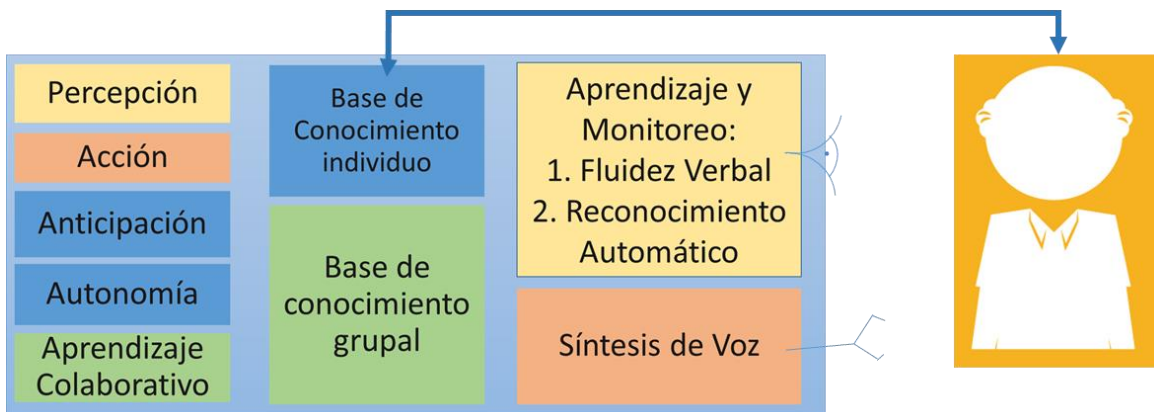 Percepción
Acción
Anticipación
Autonomía
Aprendizaje
Colaborativo
Base de
Conocimiento
individuo
Base de
conocimiento
grupal
Aprendizaje y
Monitoreo:
1. Fluidez Verbal
2. Reconocimiento
Automático
Síntesis de Voz